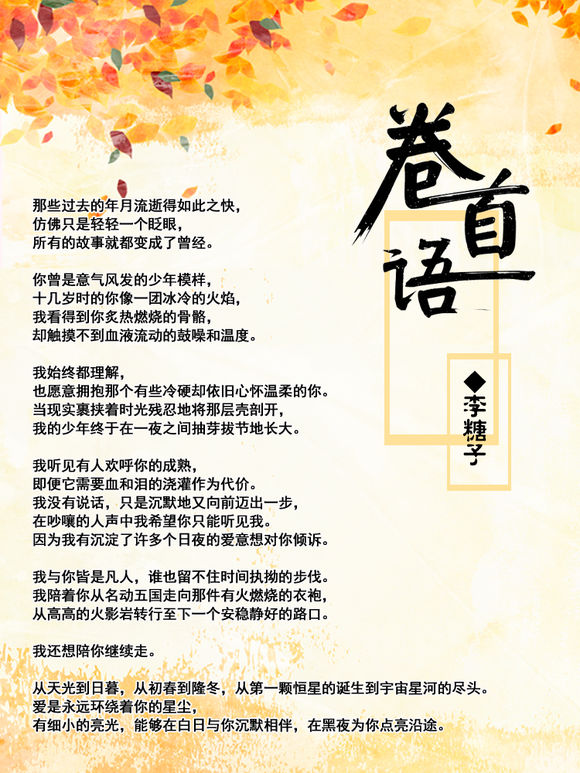 卷首语
◆李糖子
那些过去的年月流逝得如此之快，
仿佛只是轻轻一个眨眼，
所有的故事就都变成了曾经。
你曾是意气风发的少年模样，
十几岁时的你像一团冰冷的火焰，
我看得到你炙热燃烧的骨骼，
却触摸不到血液流动的鼓噪和温度。
我始终都理解，
也愿意拥抱那个有些冷硬却依旧心怀温柔的你。
当现实裹挟着时光残忍地将那层壳剖开，
我的少年终于在一夜之间抽芽拔节地长大。
我听见有人欢呼你的成熟，
即便它需要血和泪的浇灌作为代价。
我没有说话，只是沉默地又向前迈出一步，
在吵嚷的人声中我希望你只能听见我。
因为我有沉淀了许多个日夜的爱意想对你倾诉。
我与你皆是凡人，谁也留不住时间执拗的步伐。
我陪着你从名动五国走向那件有火燃烧的衣袍，
从高高的火影岩转行至下一个安稳静好的路口。
我还想陪你继续走。
从天光到日暮，从初春到隆冬，从第一颗恒星的诞生到宇宙星河的尽头。
爱是永远环绕着你的星尘，
有细小的亮光，能够在白日与你沉默相伴，在黑夜为你点亮沿途。